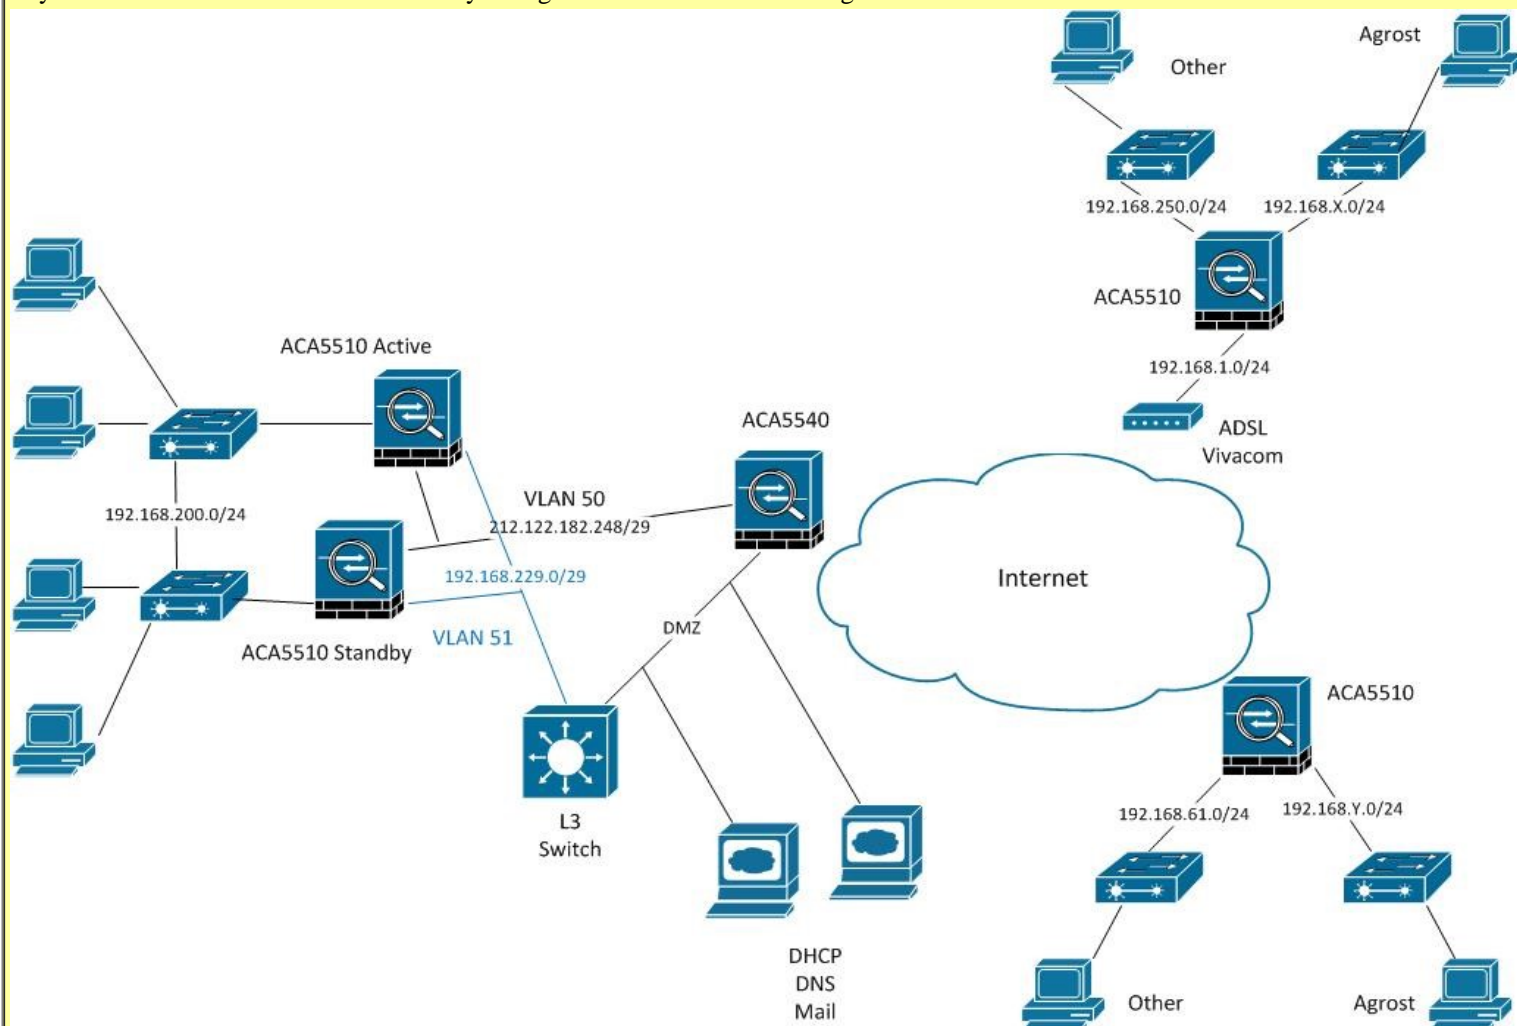 Other
Agrost
192.168.250.0/24
192.168.X.0/24
ACA5510
192.168.1.0/24
ADSL
Vivacom
ACA5510 Active
ACA5540
VLAN 50
212.122.182.248/29
192.168.200.0/24
192.168.229.0/29
Internet
VLAN 51
DMZ
ACA5510 Standby
ACA5510
L3
Switch
192.168.61.0/24
192.168.Y.0/24
DHCP
DNS
Mail
Other
Agrost